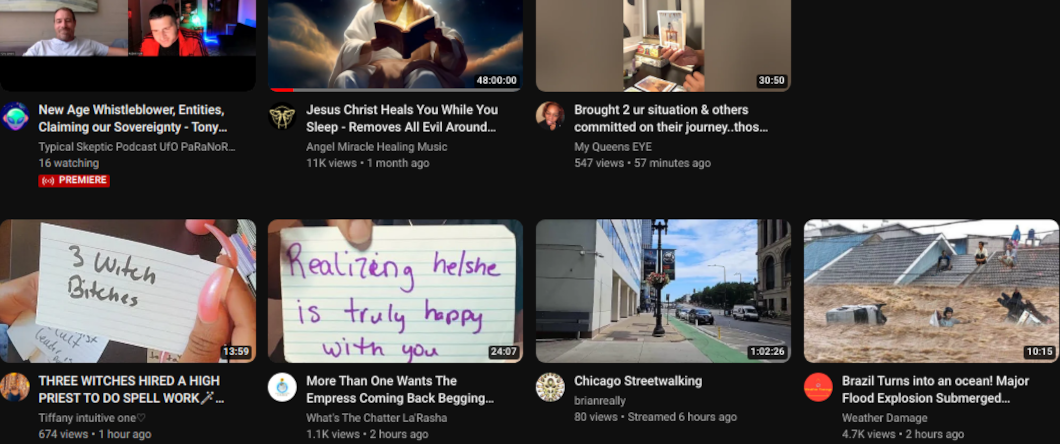 48:00:00
30:50
New Age Whistleblower, Entities,
Claiming our Sovereignty - Tony...
Typical Skeptic Podcast UfO PaRaNoR...
16 watching
PREMIERE
Jesus Christ Heals You While You
Sleep - Removes All Evil Around...
Angel Miracle Healing Music
11K views • 1 month ago
Brought 2 ur situation & others
committed on their journey..thos...
My Queens EYE
547 views • 57 minutes ago
3 Witch
Bitches
13:59
Realizing he/she
is truly happy
with you
24:07
1:02:26
10:15
THREE WITCHES HIRED A HIGH
PRIEST TO DO SPELL WORK🪄...
Tiffany intuitive one♡
674 views • 1 hour ago
More Than One Wants The
Empress Coming Back Begging...
What's The Chatter La'Rasha
1.1K views • 2 hours ago
Chicago Streetwalking
brianreally
80 views • Streamed 6 hours ago
Brazil Turns into an ocean! Major
Flood Explosion Submerged...
Weather Damage
4.7K views • 2 hours ago